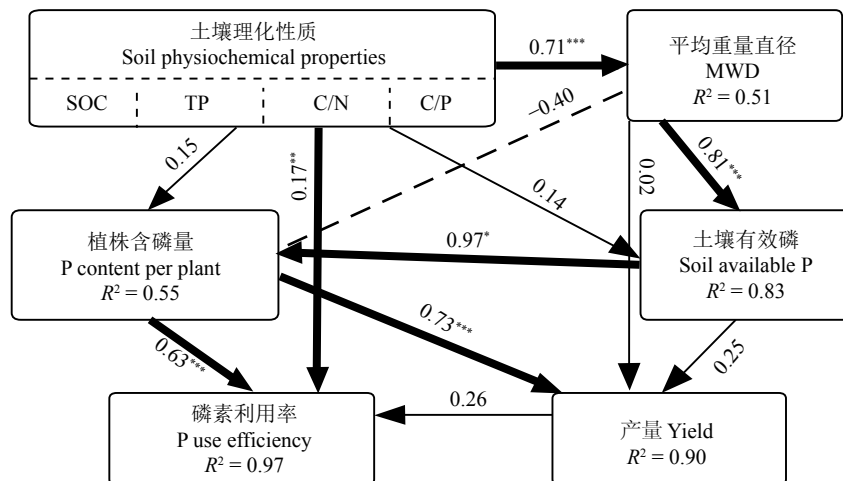 土壤理化性质
Soil physiochemical properties
SOC TP C/N C/P
0.71***
平均重量直径
MWD
R² = 0.51
−0.40
0.15
0.17**
0.14
0.02
0.81***
植株含磷量
P content per plant
R² = 0.55
0.97*
土壤有效磷
Soil available P
R² = 0.83
0.63***
0.73***
0.25
磷素利用率
P use efficiency
R² = 0.97
0.26
产量 Yield
R² = 0.90